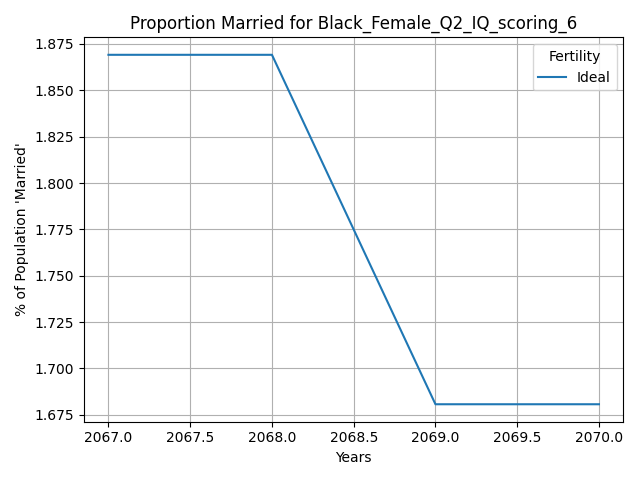 Proportion Married for Black_Female_Q2_IQ_scoring_6
Fertility
Ideal
1.875
1.850
1.825
1.800
1.775
1.750
1.725
1.700
1.675
% of Population 'Married'
2067.0 2067.5 2068.0 2068.5 2069.0 2069.5 2070.0
Years